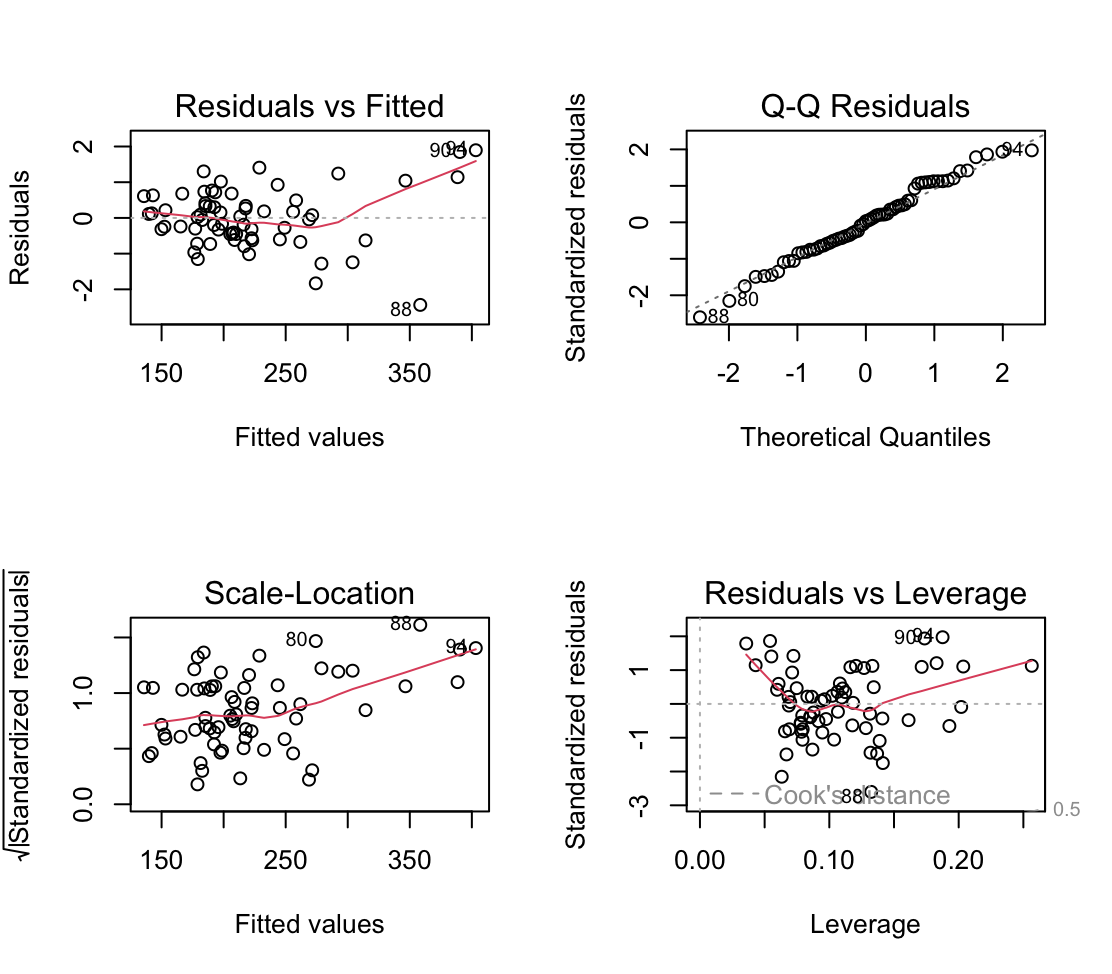 Residuals vs Fitted
Residuals
2
0
-2
90
94
88
150
250
350
Fitted values
Q-Q Residuals
Standardized residuals
2
0
-2
94
80
88
-2
-1
0
1
2
Theoretical Quantiles
Scale-Location
√|Standardized residuals|
1.0
0.0
80
88
94
150
250
350
Fitted values
Residuals vs Leverage
Standardized residuals
1
-1
-3
90
94
88
Cook's distance
0.5
0.00
0.10
0.20
Leverage